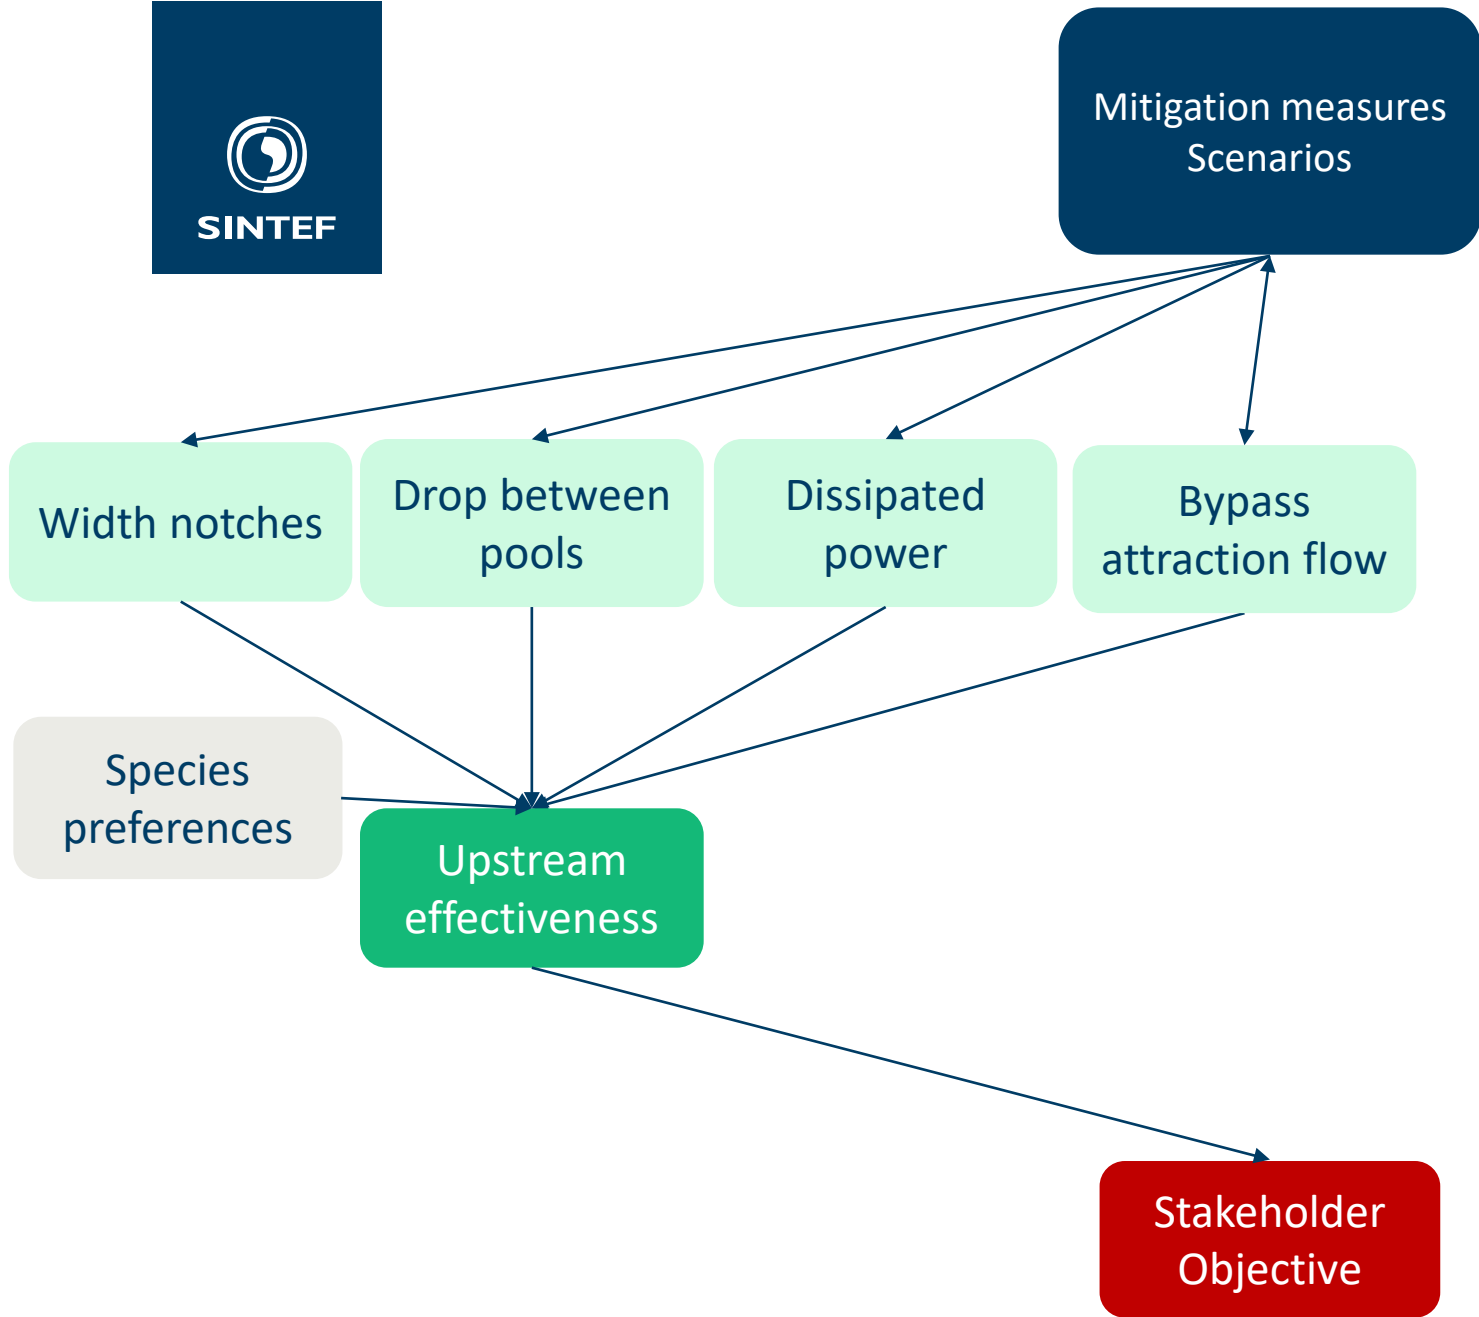 SINTEF
Mitigation measures
Scenarios
Width notches
Drop between
pools
Dissipated
power
Bypass
attraction flow
Species
preferences
Upstream
effectiveness
Stakeholder
Objective